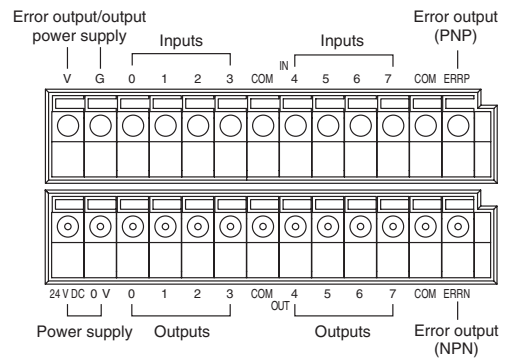 Error output/output
power supply
Inputs
Inputs
Error output
(PNP)
IN
V G 0 1 2 3 COM 4 5 6 7 COM ERRP
24 V DC 0 V 0 1 2 3 COM 4 5 6 7 COM ERRN
OUT
Power supply
Outputs
Outputs
Error output
(NPN)